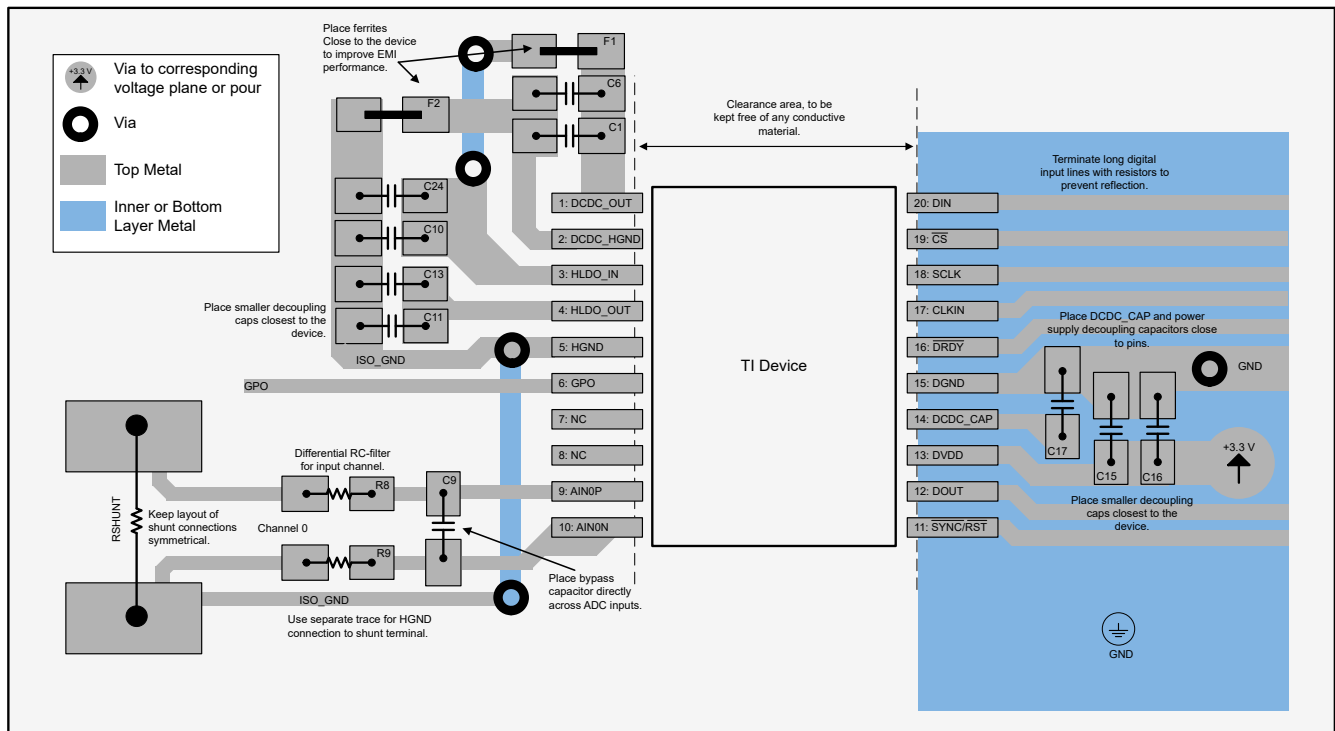 +3.3 V
Via to corresponding
voltage plane or pour
Via
Top Metal
Inner or Bottom
Layer Metal
Place ferrites
Close to the device
to improve EMI
performance.
F1
C6
F2
C1
Clearance area, to be
kept free of any conductive
material.
Terminate long digital
input lines with resistors to
prevent reflection.
C24
C10
C13
C11
Place smaller decoupling
caps closest to the
device.
ISO_GND
GPO
1: DCDC_OUT
2: DCDC_HGND
3: HLDO_IN
4: HLDO_OUT
5: HGND
6: GPO
7: NC
8: NC
9: AIN0P
10: AIN0N
TI Device
20: DIN
19: CS
18: SCLK
17: CLKIN
16: DRDY
15: DGND
14: DCDC_CAP
13: DVDD
12: DOUT
11: SYNC/RST
Place DCDC_CAP and power
supply decoupling capacitors close
to pins.
GND
C17
C15
C16
+3.3 V
Place smaller decoupling
caps closest to the
device.
GND
Differential RC-filter
for input channel.
R8
C9
RSHUNT
Keep layout of
shunt connections
symmetrical.
Channel 0
R9
Place bypass
capacitor directly
across ADC inputs.
ISO_GND
Use separate trace for HGND
connection to shunt terminal.